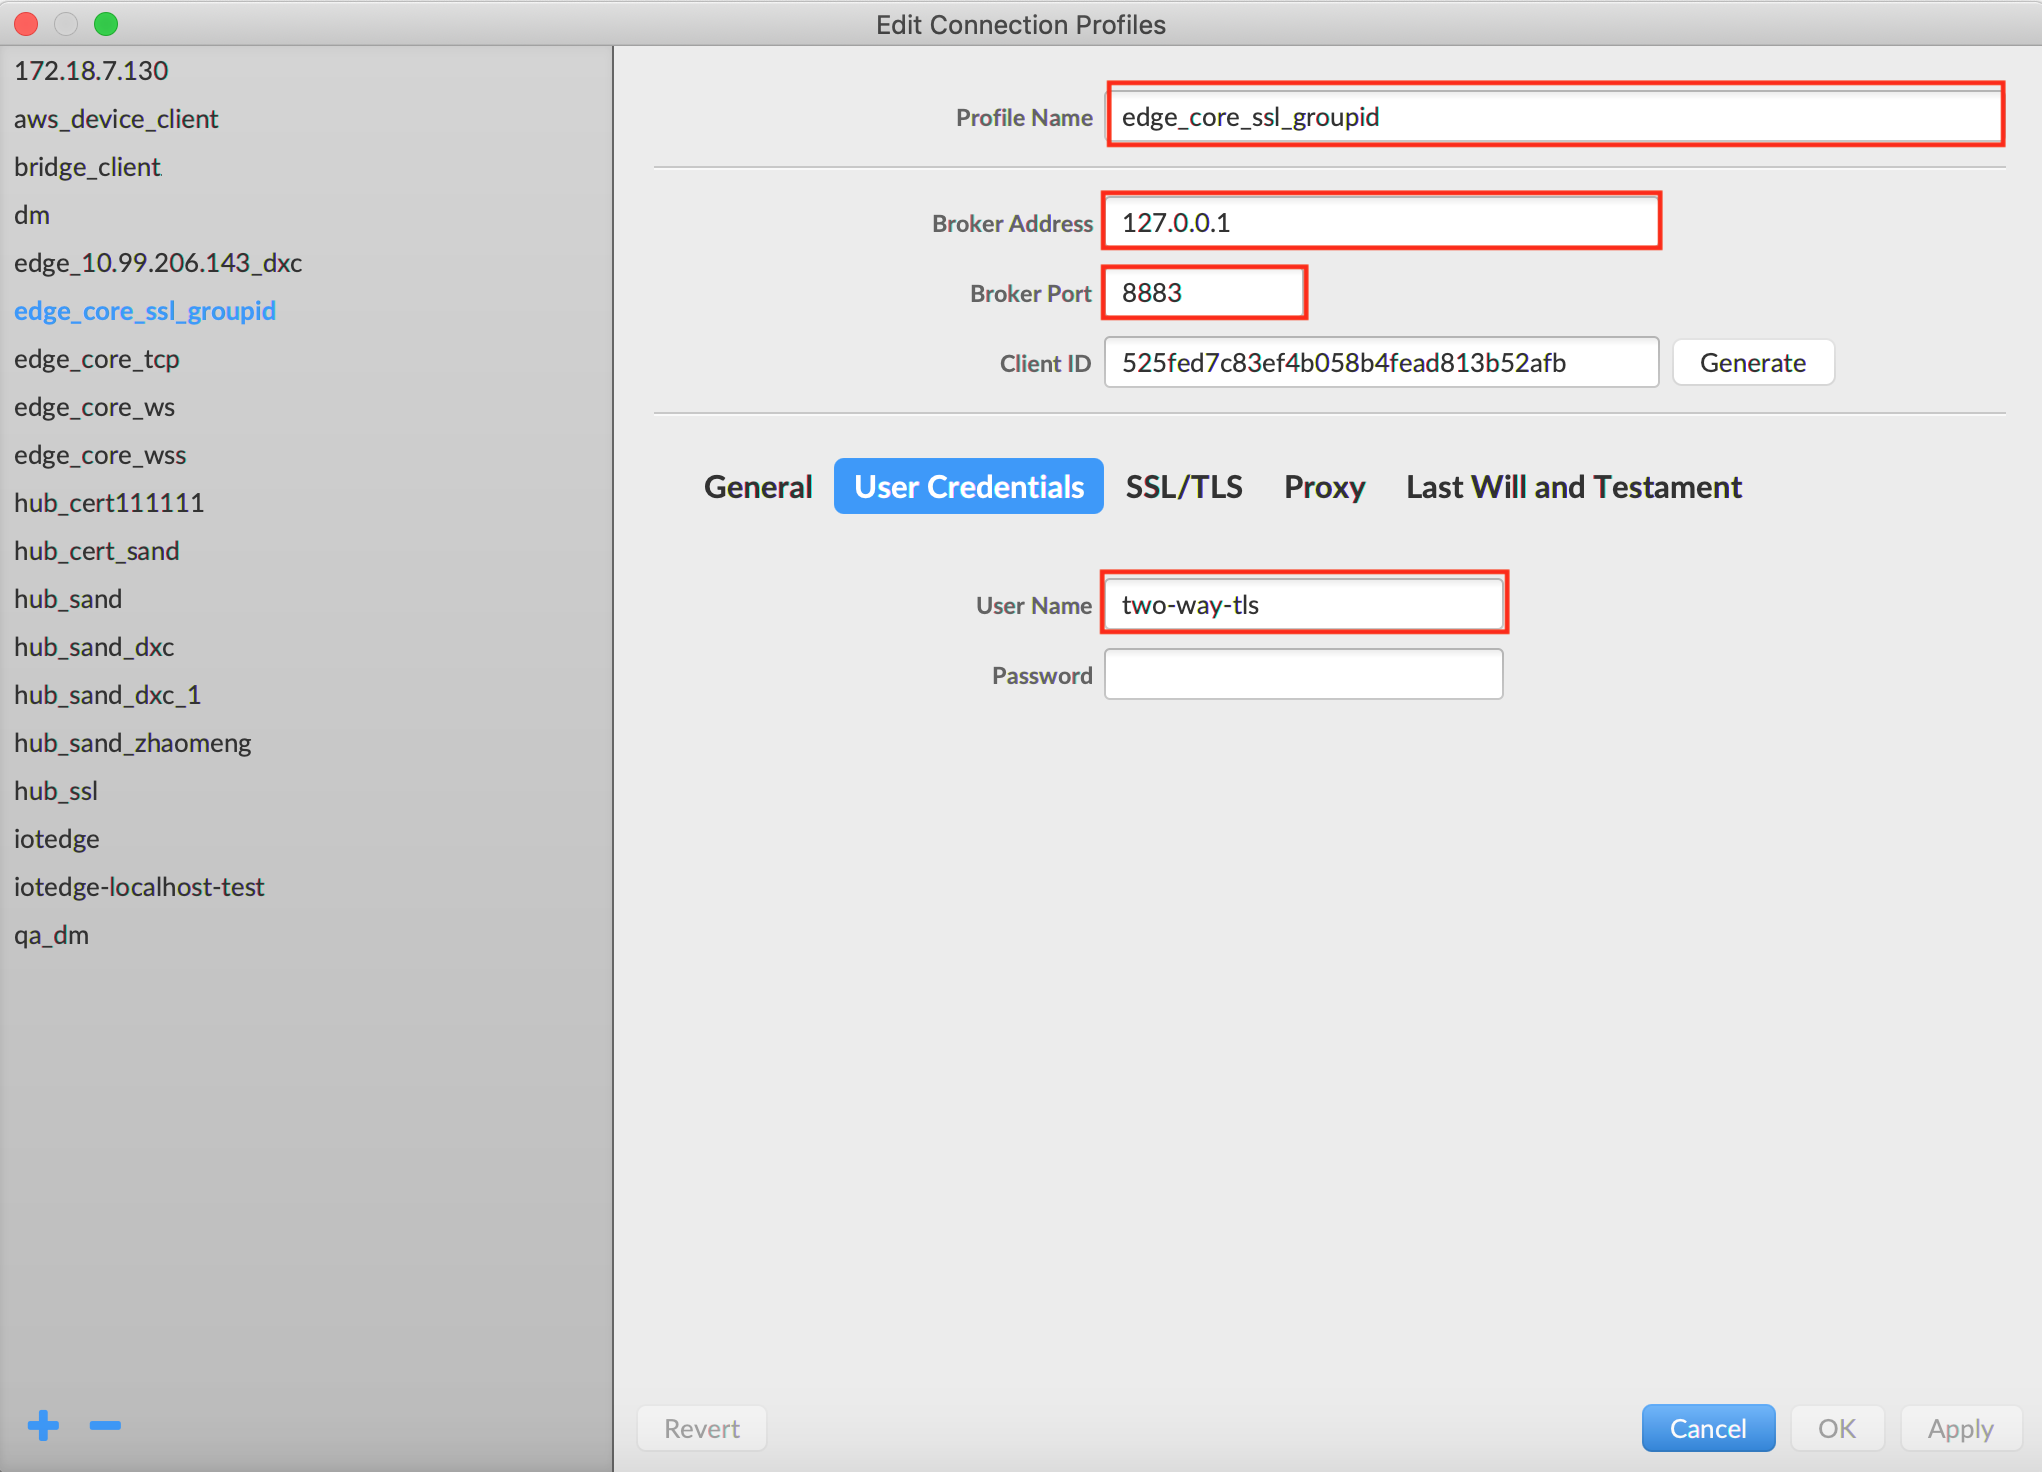 Edit Connection Profiles
172.18.7.130
aws_device_client
bridge_client
dm
edge_10.99.206.143_dxc
edge_core_ssl_groupid
edge_core_tcp
edge_core_ws
edge_core_wss
hub_cert111111
hub_cert_sand
hub_sand
hub_sand_dxc
hub_sand_dxc_1
hub_sand_zhaomeng
hub_ssl
iotedge
iotedge-localhost-test
qa_dm
Profile Name edge_core_ssl_groupid
Broker Address 127.0.0.1
Broker Port 8883
Client ID 525fed7c83ef4b058b4fead813b52afb Generate
General User Credentials SSL/TLS Proxy Last Will and Testament
User Name two-way-tls
Password
Revert Cancel OK Apply